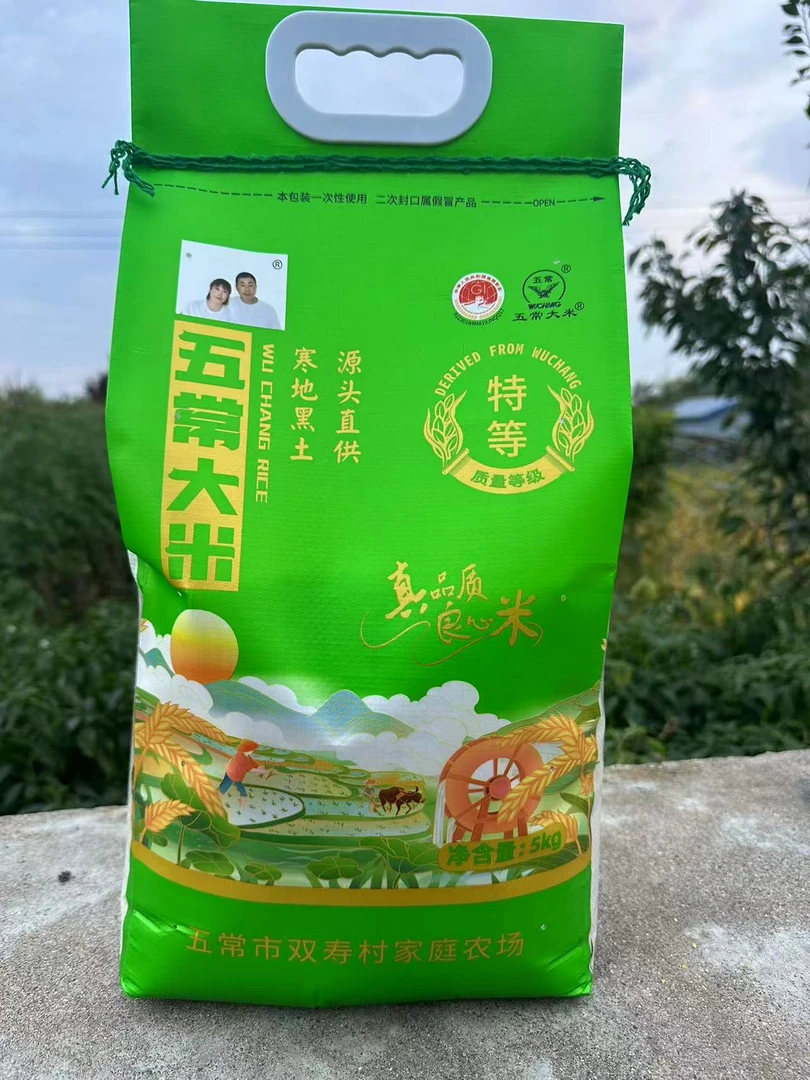 本包装一次性使用 二次封口属假冒产品 OPEN
®
五常
®
WUCHANG
五常大米®
GI
五常大米
WU CHANG RICE
源头直供
寒地黑土
DERIVED FROM WUCHANG
特等
质量等级
真品质
良心米
净含量:5kg
五常市双寿村家庭农场